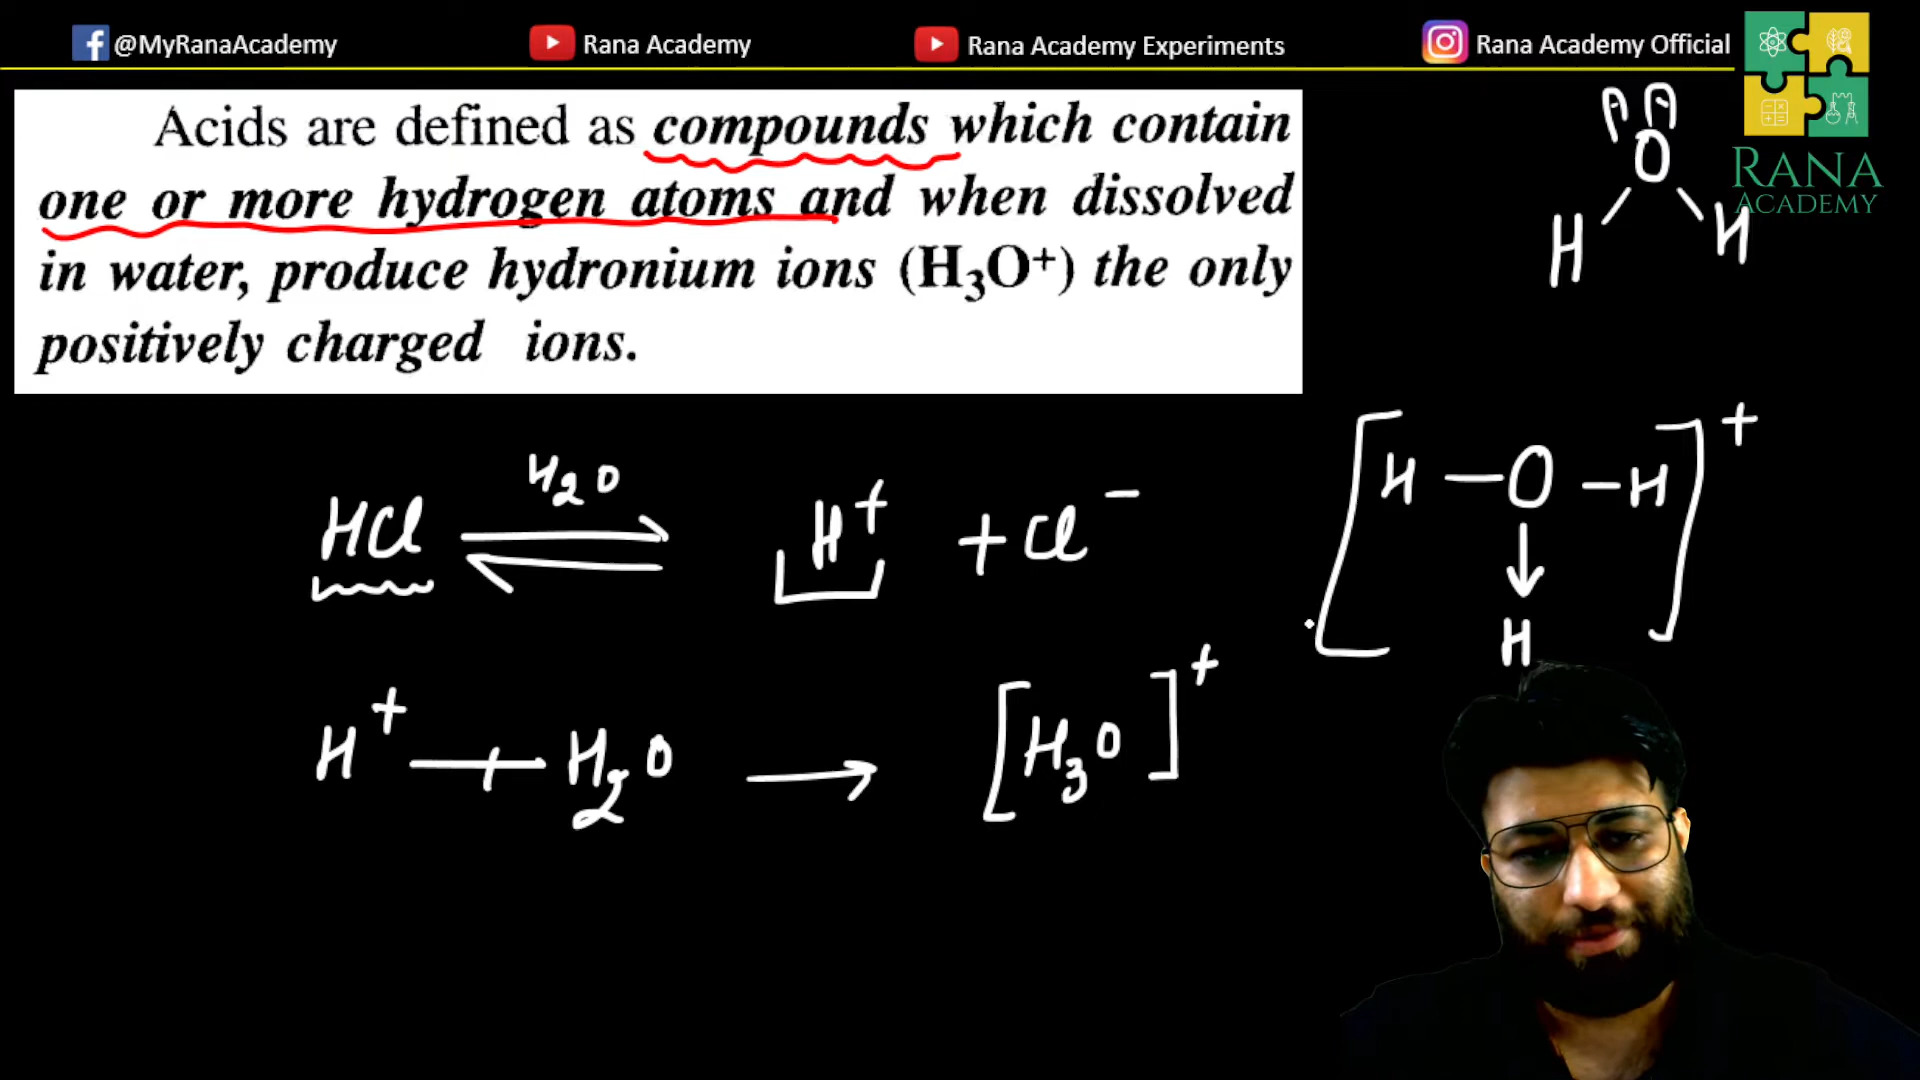 @MyRanaAcademy
Rana Academy
Rana Academy Experiments
Rana Academy Official
RANA
ACADEMY
Acids are defined as compounds which contain
one or more hydrogen atoms and when dissolved
in water, produce hydronium ions (H₃O⁺) the only
positively charged ions.
O
H H
HCl ⇌ H₂O H⁺ + Cl⁻
[H — O — H]⁺
↓
H
H⁺ + H₂O → [H₃O]⁺